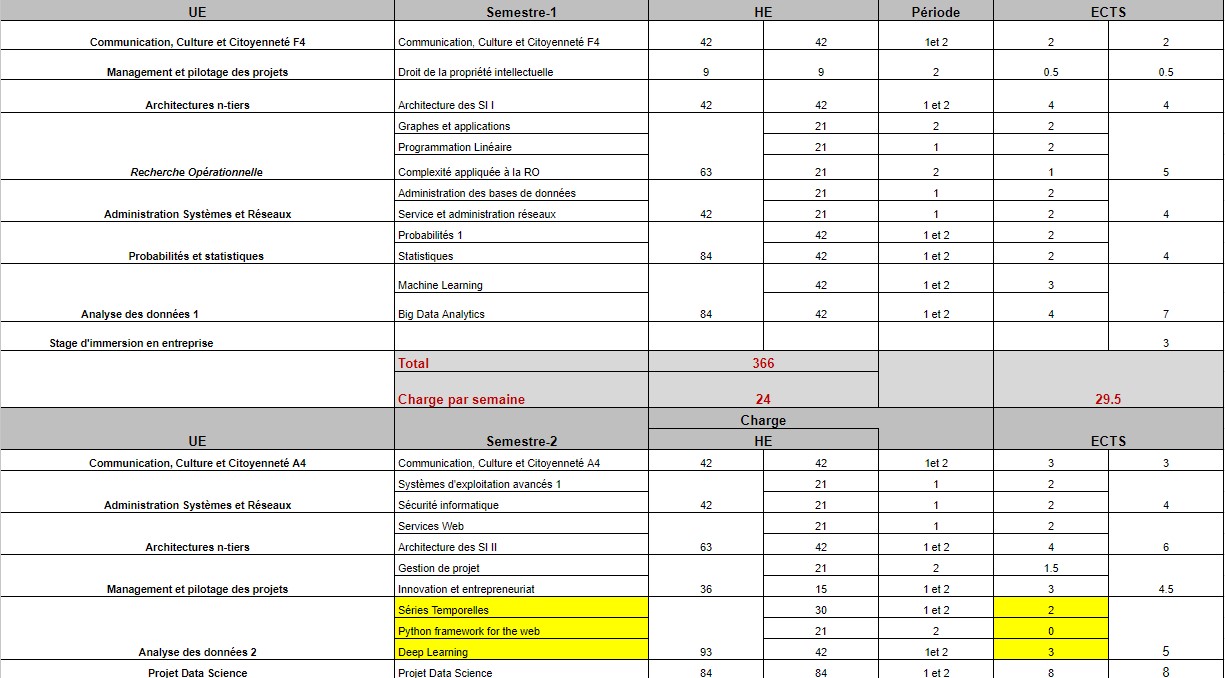 UE Semestre-1 HE Période ECTS
Communication, Culture et Citoyenneté F4 Communication, Culture et Citoyenneté F4 42 42 1et 2 2 2
Management et pilotage des projets Droit de la propriété intellectuelle 9 9 2 0.5 0.5
Architectures n-tiers Architecture des SI I 42 42 1 et 2 4 4
Graphes et applications 21 2 2
Programmation Linéaire 21 1 2
Recherche Opérationnelle Complexité appliquée à la RO 63 21 2 1 5
Administration des bases de données 21 1 2
Administration Systèmes et Réseaux Service et administration réseaux 42 21 1 2 4
Probabilités 1 42 1 et 2 2
Probabilités et statistiques Statistiques 84 42 1 et 2 2 4
Machine Learning 42 1 et 2 3
Analyse des données 1 Big Data Analytics 84 42 1 et 2 4 7
Stage d'immersion en entreprise 3
Total 366
Charge par semaine 24 29.5
Charge
UE Semestre-2 HE ECTS
Communication, Culture et Citoyenneté A4 Communication, Culture et Citoyenneté A4 42 42 1et 2 3 3
Systèmes d'exploitation avancés 1 21 1 2
Administration Systèmes et Réseaux Sécurité informatique 42 21 1 2 4
Services Web 21 1 2
Architectures n-tiers Architecture des SI II 63 42 1 et 2 4 6
Gestion de projet 21 2 1.5
Management et pilotage des projets Innovation et entrepreneuriat 36 15 1 et 2 3 4.5
Séries Temporelles 30 1 et 2 2
Python framework for the web 21 2 0
Analyse des données 2 Deep Learning 93 42 1et 2 3 5
Projet Data Science Projet Data Science 84 84 1 et 2 8 8